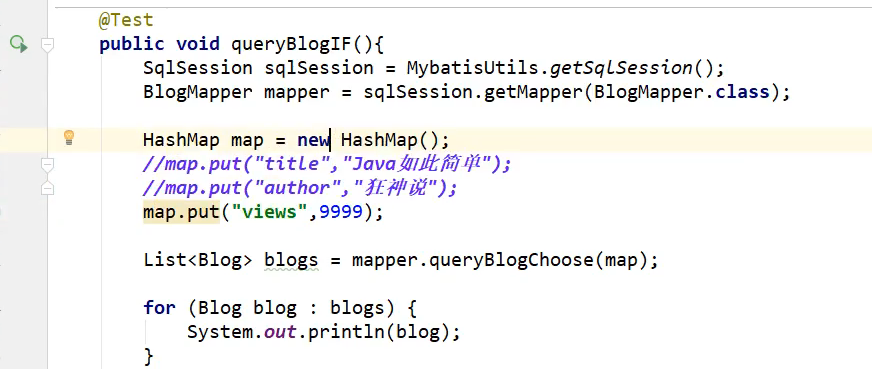 @Test
public void queryBlogIF(){
SqlSession sqlSession = MybatisUtils.getSqlSession();
BlogMapper mapper = sqlSession.getMapper(BlogMapper.class);
HashMap map = new HashMap();
//map.put("title","Java如此简单");
//map.put("author","狂神说");
map.put("views",9999);
List<Blog> blogs = mapper.queryBlogChoose(map);
for (Blog blog : blogs) {
System.out.println(blog);
}